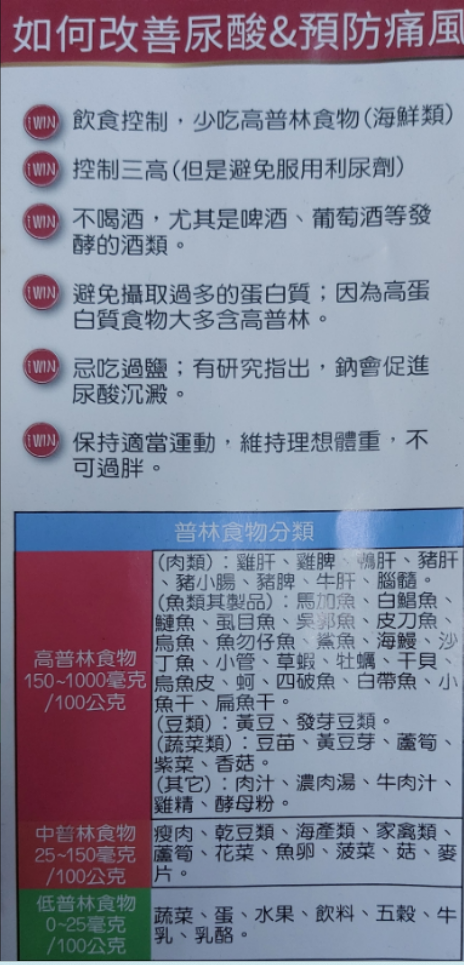 如何改善尿酸&預防痛風
iWIN 飲食控制，少吃高普林食物(海鮮類)
iWIN 控制三高(但是避免服用利尿劑)
iWIN 不喝酒，尤其是啤酒、葡萄酒等發
酵的酒類。
iWIN 避免攝取過多的蛋白質；因為高蛋
白質食物大多含高普林。
iWIN 忌吃過鹽；有研究指出，鈉會促進
尿酸沉澱。
iWIN 保持適當運動，維持理想體重，不
可過胖。
普林食物分類
高普林食物
150~1000毫克
/100公克
(肉類)：雞肝、雞脾、鴨肝、豬肝
、豬小腸、豬脾、牛肝、腦髓。
(魚類其製品)：馬加魚、白鯧魚、
鰱魚、虱目魚、吳郭魚、皮刀魚、
烏魚、魚勿仔魚、鯊魚、海鰻、沙
丁魚、小管、草蝦、牡蠣、干貝、
烏魚皮、蚵、四破魚、白帶魚、小
魚干、扁魚干。
(豆類)：黃豆、發芽豆類。
(蔬菜類)：豆苗、黃豆芽、蘆筍、
紫菜、香菇。
(其它)：肉汁、濃肉湯、牛肉汁、
雞精、酵母粉。
中普林食物
25~150毫克
/100公克
瘦肉、乾豆類、海產類、家禽類、
蘆筍、花菜、魚卵、菠菜、菇、麥
片。
低普林食物
0~25毫克
/100公克
蔬菜、蛋、水果、飲料、五穀、牛
乳、乳酪。